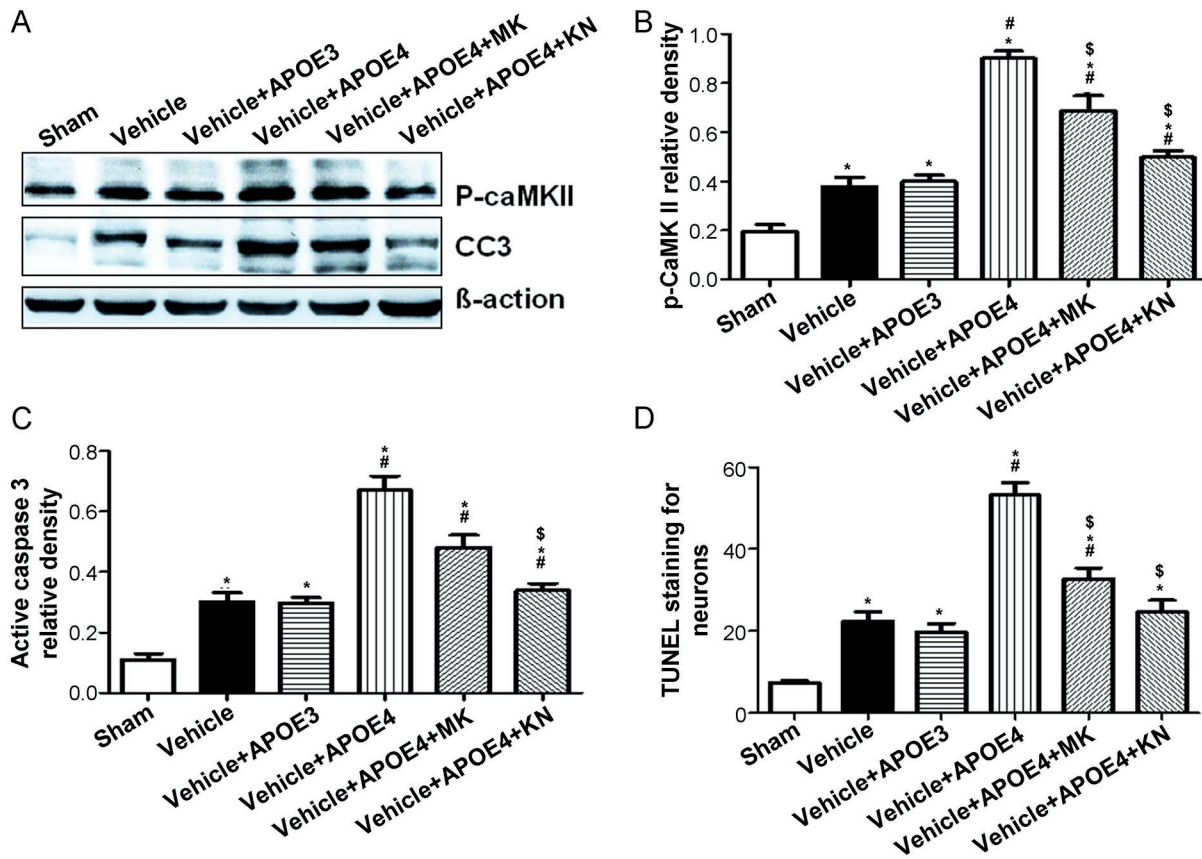 A
Sham
Vehicle
Vehicle+APOE3
Vehicle+APOE4
Vehicle+APOE4+MK
Vehicle+APOE4+KN
P-caMKII
CC3
ß-action
B
p-CaMK II relative density
1.0
0.8
0.6
0.4
0.2
0.0
*
*
#
*
$
*
#
$
*
#
Sham
Vehicle
Vehicle+APOE3
Vehicle+APOE4
Vehicle+APOE4+MK
Vehicle+APOE4+KN
C
Active caspase 3
relative density
0.8
0.6
0.4
0.2
0.0
*
*
*
#
*
#
$
*
#
Sham
Vehicle
Vehicle+APOE3
Vehicle+APOE4
Vehicle+APOE4+MK
Vehicle+APOE4+KN
D
TUNEL staining for
neurons
60
40
20
0
*
*
*
#
$
*
#
$
*
Sham
Vehicle
Vehicle+APOE3
Vehicle+APOE4
Vehicle+APOE4+MK
Vehicle+APOE4+KN